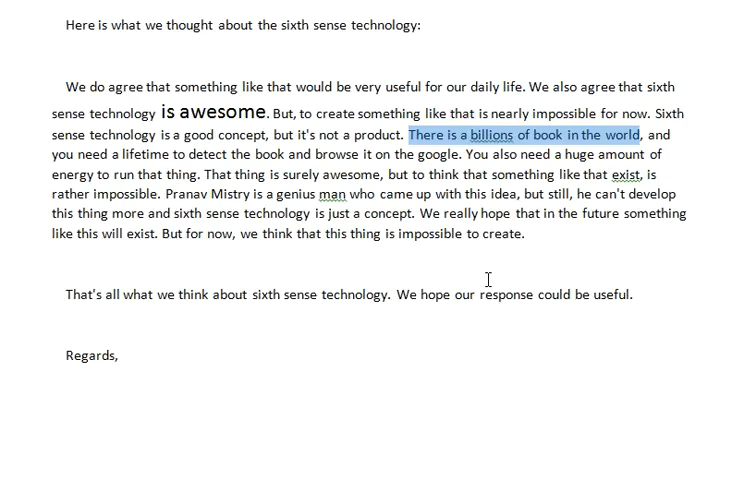 Here is what we thought about the sixth sense technology:
We do agree that something like that would be very useful for our daily life. We also agree that sixth
sense technology is awesome. But, to create something like that is nearly impossible for now. Sixth
sense technology is a good concept, but it's not a product. There is a billions of book in the world, and
you need a lifetime to detect the book and browse it on the google. You also need a huge amount of
energy to run that thing. That thing is surely awesome, but to think that something like that exist, is
rather impossible. Pranav Mistry is a genius man who came up with this idea, but still, he can't develop
this thing more and sixth sense technology is just a concept. We really hope that in the future something
like this will exist. But for now, we think that this thing is impossible to create.
That's all what we think about sixth sense technology. We hope our response could be useful.
Regards,